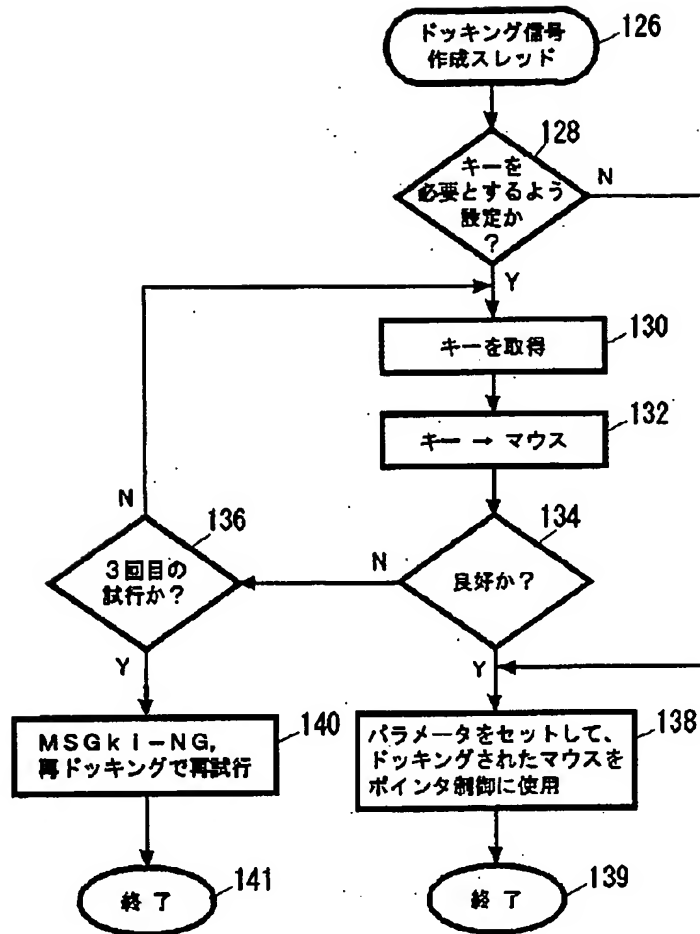 ドッキング信号
作成スレッド
126
128
キーを
必要とするよう
設定か
?
N
Y
130
キーを取得
132
キー → マウス
N
136
134
3回目の
試行か?
N
良好か?
Y
Y
140
MSGki-NG,
再ドッキングで再試行
138
パラメータをセットして、
ドッキングされたマウスを
ポインタ制御に使用
終了
141
終了
139